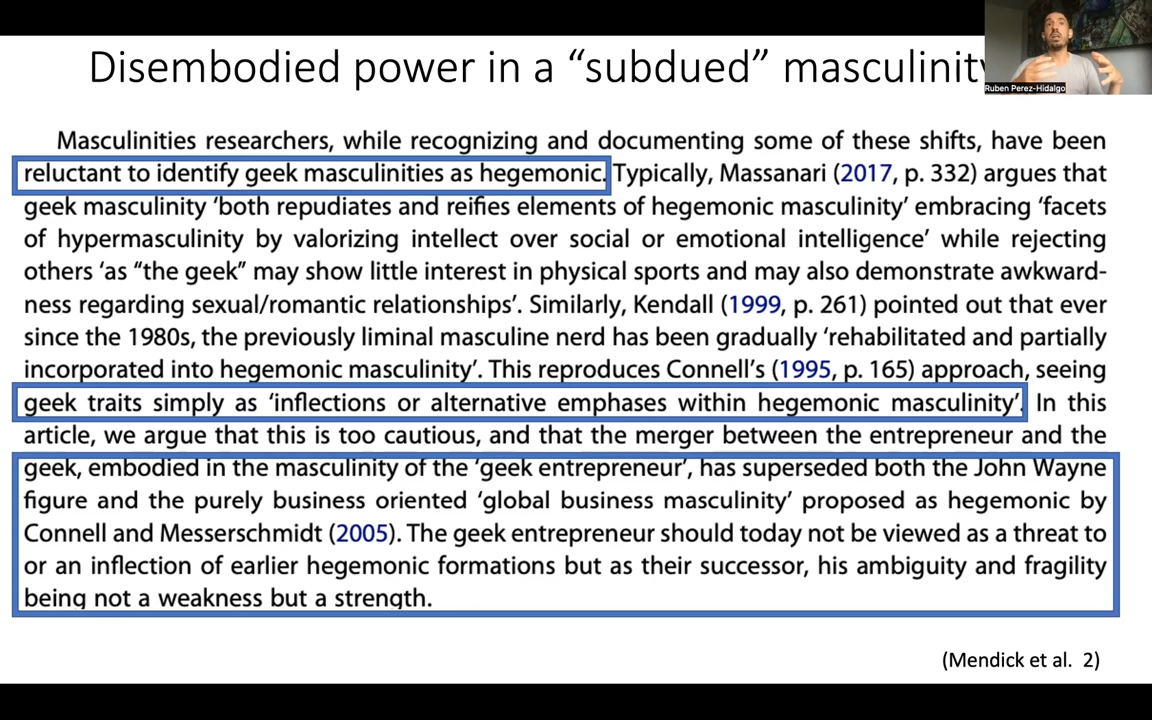 Disembodied power in a “subdued” masculinity
Ruben Perez-Hidalgo
Masculinities researchers, while recognizing and documenting some of these shifts, have been
reluctant to identify geek masculinities as hegemonic. Typically, Massanari (2017, p. 332) argues that
geek masculinity ‘both repudiates and reifies elements of hegemonic masculinity’ embracing ‘facets
of hypermasculinity by valorizing intellect over social or emotional intelligence’ while rejecting
others ‘as “the geek” may show little interest in physical sports and may also demonstrate awkward-
ness regarding sexual/romantic relationships’. Similarly, Kendall (1999, p. 261) pointed out that ever
since the 1980s, the previously liminal masculine nerd has been gradually ‘rehabilitated and partially
incorporated into hegemonic masculinity’. This reproduces Connell’s (1995, p. 165) approach, seeing
geek traits simply as ‘inflections or alternative emphases within hegemonic masculinity’. In this
article, we argue that this is too cautious, and that the merger between the entrepreneur and the
geek, embodied in the masculinity of the ‘geek entrepreneur’, has superseded both the John Wayne
figure and the purely business oriented ‘global business masculinity’ proposed as hegemonic by
Connell and Messerschmidt (2005). The geek entrepreneur should today not be viewed as a threat to
or an inflection of earlier hegemonic formations but as their successor, his ambiguity and fragility
being not a weakness but a strength.
(Mendick et al. 2)